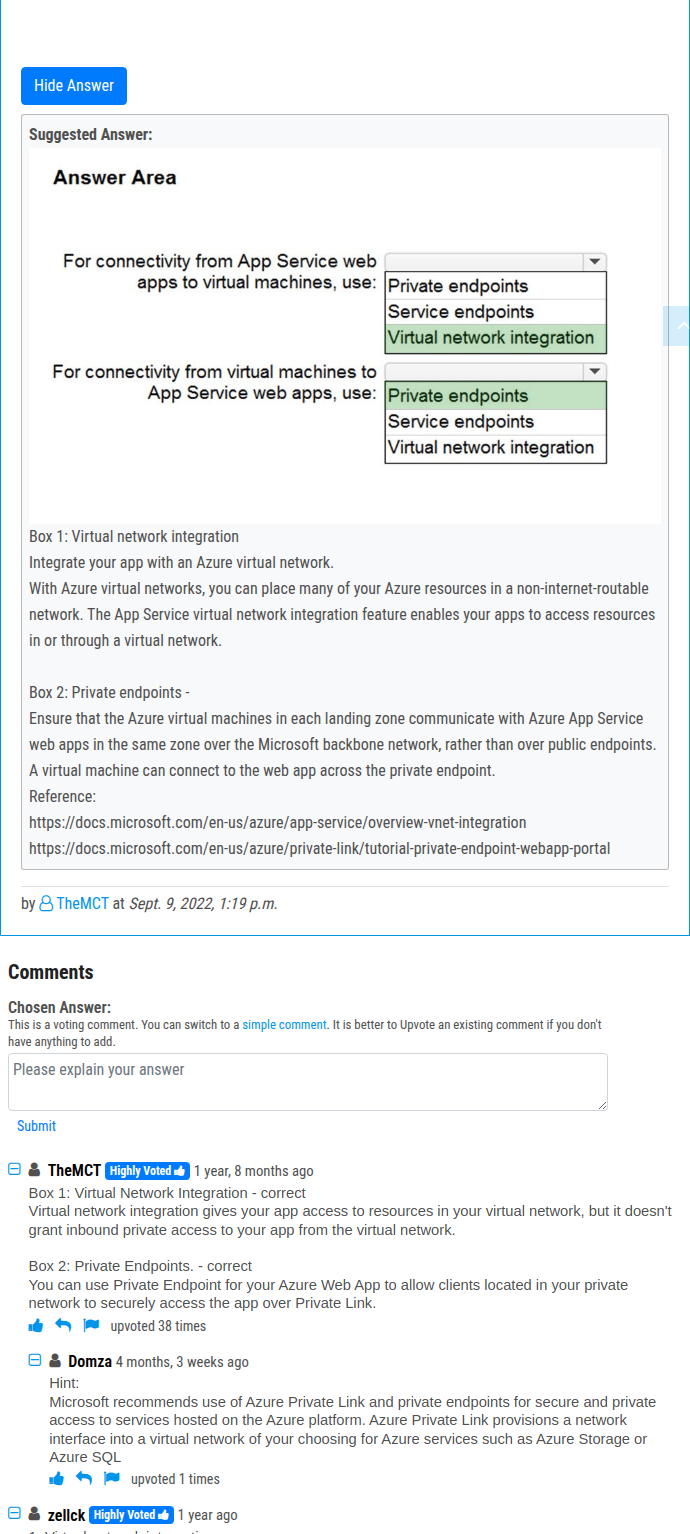 Hide Answer
Suggested Answer:
Answer Area
For connectivity from App Service web
apps to virtual machines, use:
Private endpoints
Service endpoints
Virtual network integration
For connectivity from virtual machines to
App Service web apps, use:
Private endpoints
Service endpoints
Virtual network integration
Box 1: Virtual network integration
Integrate your app with an Azure virtual network.
With Azure virtual networks, you can place many of your Azure resources in a non-internet-routable
network. The App Service virtual network integration feature enables your apps to access resources
in or through a virtual network.
Box 2: Private endpoints -
Ensure that the Azure virtual machines in each landing zone communicate with Azure App Service
web apps in the same zone over the Microsoft backbone network, rather than over public endpoints.
A virtual machine can connect to the web app across the private endpoint.
Reference:
https://docs.microsoft.com/en-us/azure/app-service/overview-vnet-integration
https://docs.microsoft.com/en-us/azure/private-link/tutorial-private-endpoint-webapp-portal
by TheMCT at Sept. 9, 2022, 1:19 p.m.
Comments
Chosen Answer:
This is a voting comment. You can switch to a simple comment. It is better to Upvote an existing comment if you don't
have anything to add.
Please explain your answer
Submit
TheMCT Highly Voted 1 year, 8 months ago
Box 1: Virtual Network Integration - correct
Virtual network integration gives your app access to resources in your virtual network, but it doesn't
grant inbound private access to your app from the virtual network.
Box 2: Private Endpoints. - correct
You can use Private Endpoint for your Azure Web App to allow clients located in your private
network to securely access the app over Private Link.
upvoted 38 times
Domza 4 months, 3 weeks ago
Hint:
Microsoft recommends use of Azure Private Link and private endpoints for secure and private
access to services hosted on the Azure platform. Azure Private Link provisions a network
interface into a virtual network of your choosing for Azure services such as Azure Storage or
Azure SQL
upvoted 1 times
zellck Highly Voted 1 year ago